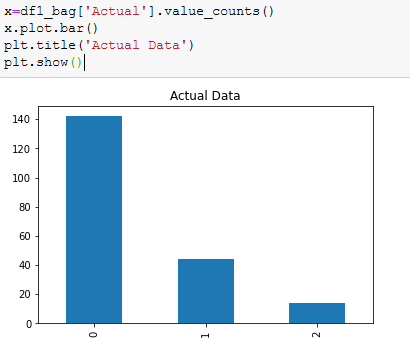 x=df1_bag['Actual'].value_counts()
x.plot.bar()
plt.title('Actual Data')
plt.show()
Actual Data
140
120
100
80
60
40
20
0
0 1 2